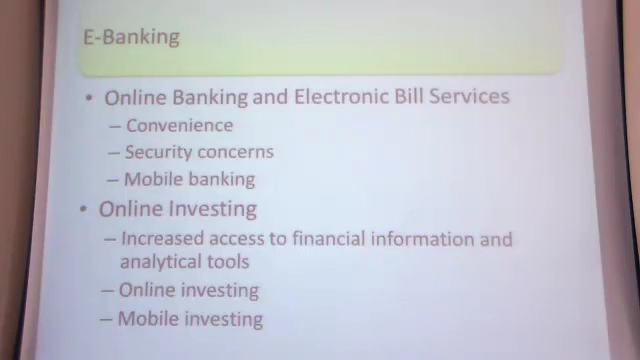 E-Banking
• Online Banking and Electronic Bill Services
– Convenience
– Security concerns
– Mobile banking
• Online Investing
– Increased access to financial information and
analytical tools
– Online investing
– Mobile investing